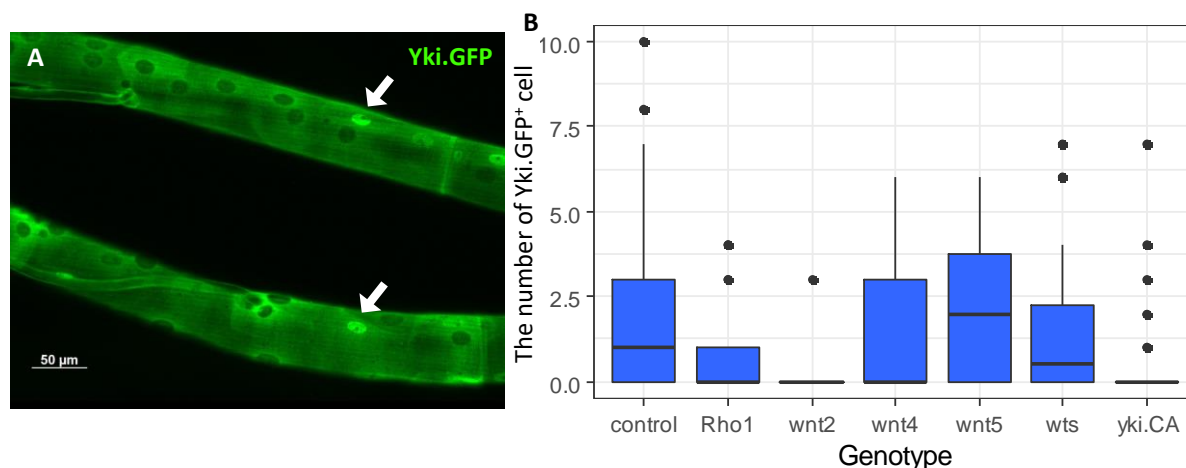 A
Yki.GFP
50 µm
B
The number of Yki.GFP⁺ cell
10.0
7.5
5.0
2.5
0.0
control Rho1 wnt2 wnt4 wnt5 wts yki.CA
Genotype